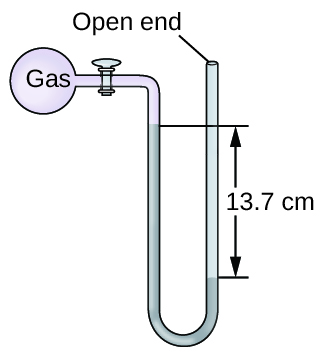 Open end
Gas
13.7 cm